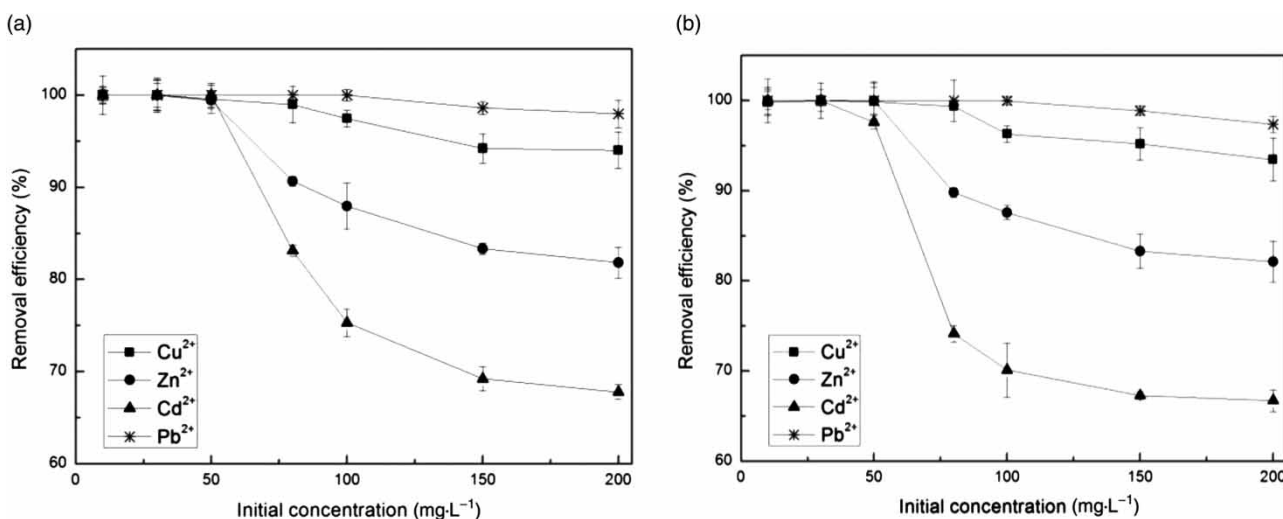 (a)
Removal efficiency (%)
100
90
80
70
60
Cu²⁺
Zn²⁺
Cd²⁺
Pb²⁺
0
50
100
150
200
Initial concentration (mg·L⁻¹)
(b)
Removal efficiency (%)
100
90
80
70
60
Cu²⁺
Zn²⁺
Cd²⁺
Pb²⁺
0
50
100
150
200
Initial concentration (mg·L⁻¹)